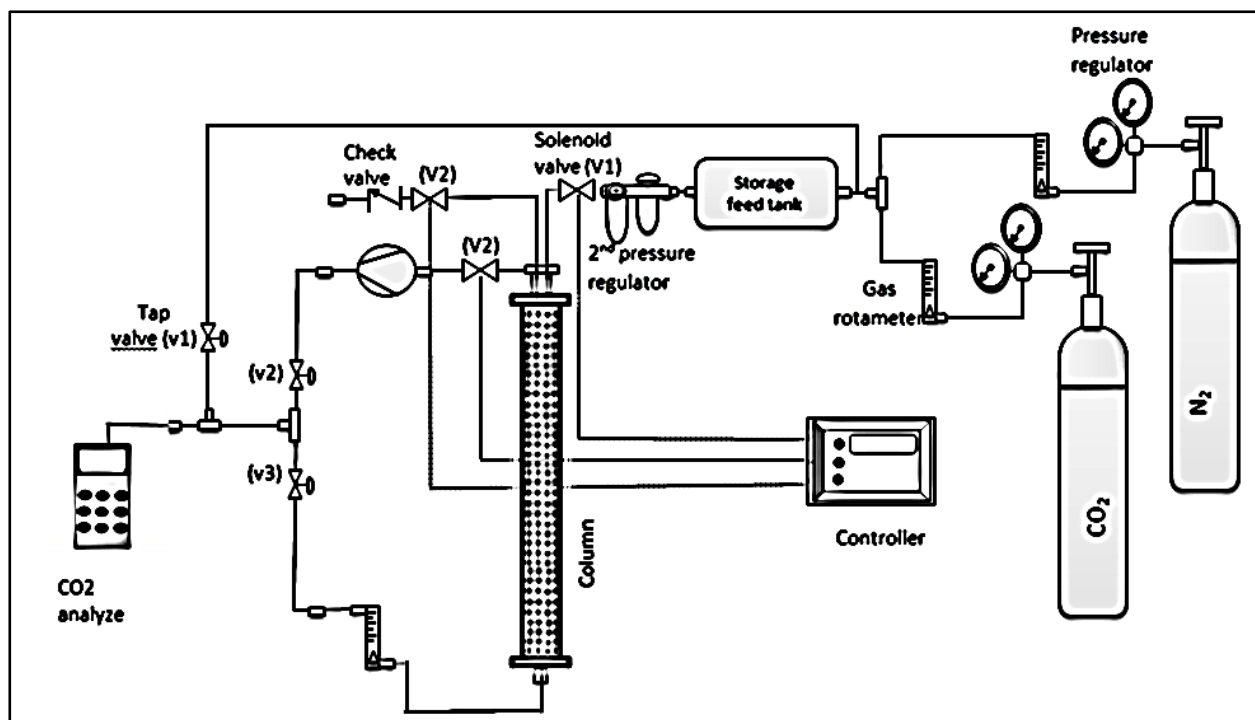 Pressure
regulator
Solenoid
valve (V1)
Check
valve
(V2)
Storage
feed tank
(V2)
2ⁿᵈ pressure
regulator
Gas
rotameter
Tap
valve (v1)
(v2)
(v3)
N₂
CO₂
Column
Controller
CO2
analyze